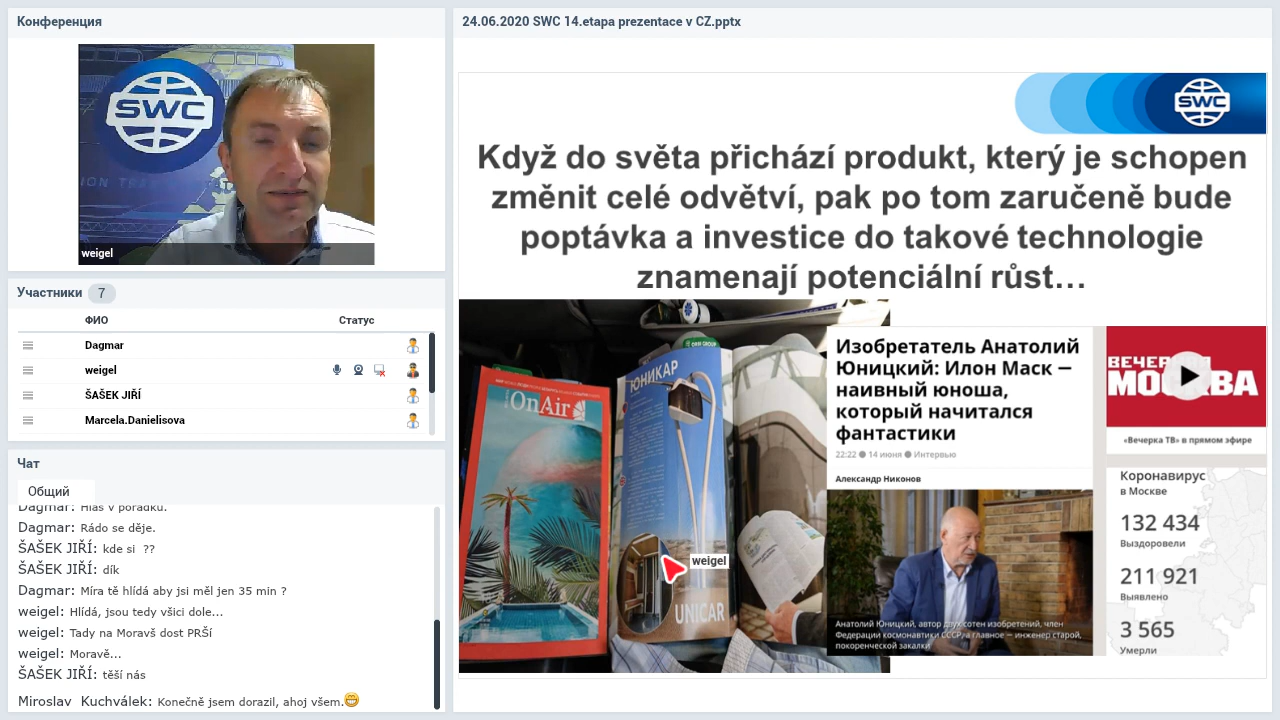 Конференция
SWC
weigel
Участники 7
ФИО
Статус
Dagmar
weigel
ŠAŠEK JIŘÍ
Marcela.Danielisova
Чат
Общий
Dagmar: Hlas v pořádku.
Dagmar: Rádo se děje.
ŠAŠEK JIŘÍ: kde si ??
ŠAŠEK JIŘÍ: dík
Dagmar: Míra tě hlídá aby jsi měl jen 35 min ?
weigel: Hlídá, jsou tedy všici dole...
weigel: Tady na Moravš dost PRŠí
weigel: Moravě...
ŠAŠEK JIŘÍ: těší nás
Miroslav Kuchválek: Konečně jsem dorazil, ahoj všem.😁
24.06.2020 SWC 14.etapa prezentace v CZ.pptx
SWC
Když do světa přichází produkt, který je schopen
změnit celé odvětví, pak po tom zaručeně bude
poptávka a investice do takové technologie
znamenají potenciální růst…
OnAir
ЮНИКАР
UNICAR
weigel
Изобретатель Анатолий
Юницкий: Илон Маск —
наивный юноша,
который начитался
фантастики
22:22 ● 14 июня ● Интервью
Александр Никонов
Анатолий Юницкий, автор двух сотен изобретений, член
Федерации космонавтики СССР, а главное — инженер старой,
покоренческой закалки
«Вечерка ТВ» в прямом эфире
Коронавирус
в Москве
132 434
Выздоровели
211 921
Выявлено
3 565
Умерли